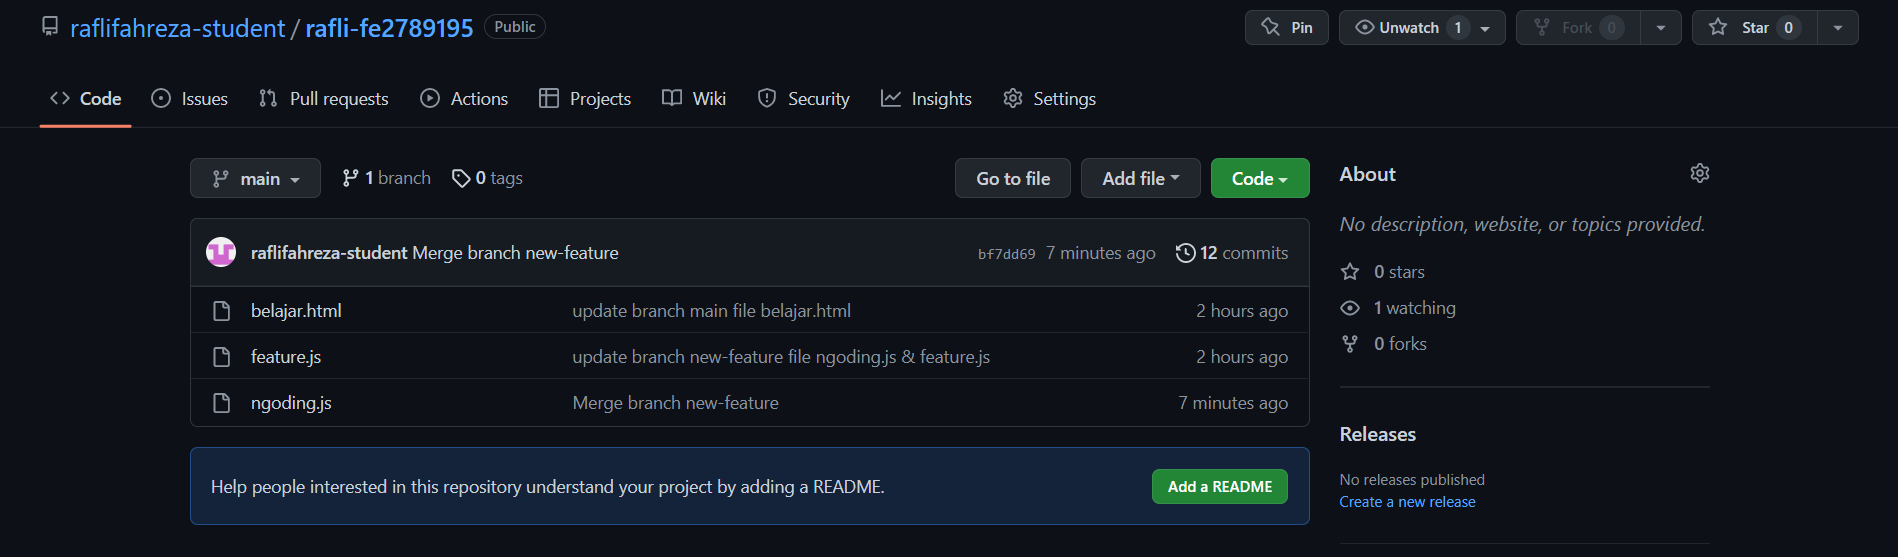 raflifahreza-student / rafli-fe2789195 Public Pin Unwatch 1 Fork 0 Star 0
Code Issues Pull requests Actions Projects Wiki Security Insights Settings
main 1 branch 0 tags Go to file Add file Code
raflifahreza-student Merge branch new-feature bf7dd69 7 minutes ago 12 commits
belajar.html update branch main file belajar.html 2 hours ago
feature.js update branch new-feature file ngoding.js & feature.js 2 hours ago
ngoding.js Merge branch new-feature 7 minutes ago
Help people interested in this repository understand your project by adding a README. Add a README
About
No description, website, or topics provided.
0 stars
1 watching
0 forks
Releases
No releases published
Create a new release